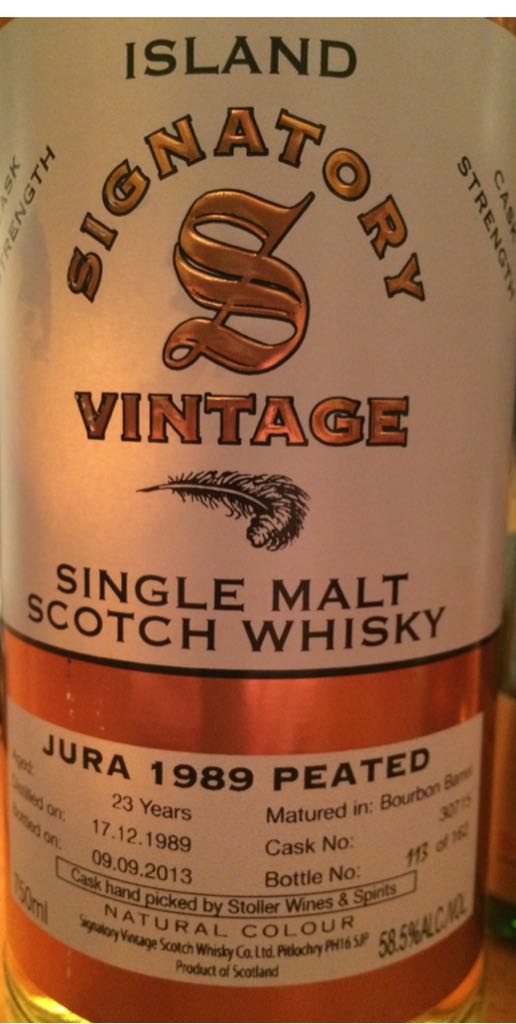 ISLAND
CASK STRENGTH
SIGNATORY
CASK STRENGTH
S
VINTAGE
SINGLE MALT
SCOTCH WHISKY
JURA 1989 PEATED
Aged: 23 Years
Distilled on: 17.12.1989
Bottled on: 09.09.2013
Matured in: Bourbon Barrel
Cask No: 30715
Bottle No: 113 of 162
Cask hand picked by Stoller Wines & Spirits
750ml
NATURAL COLOUR
58.5%ALC./VOL
Signatory Vintage Scotch Whisky Co. Ltd. Pitlochry PH16 5JP
Product of Scotland